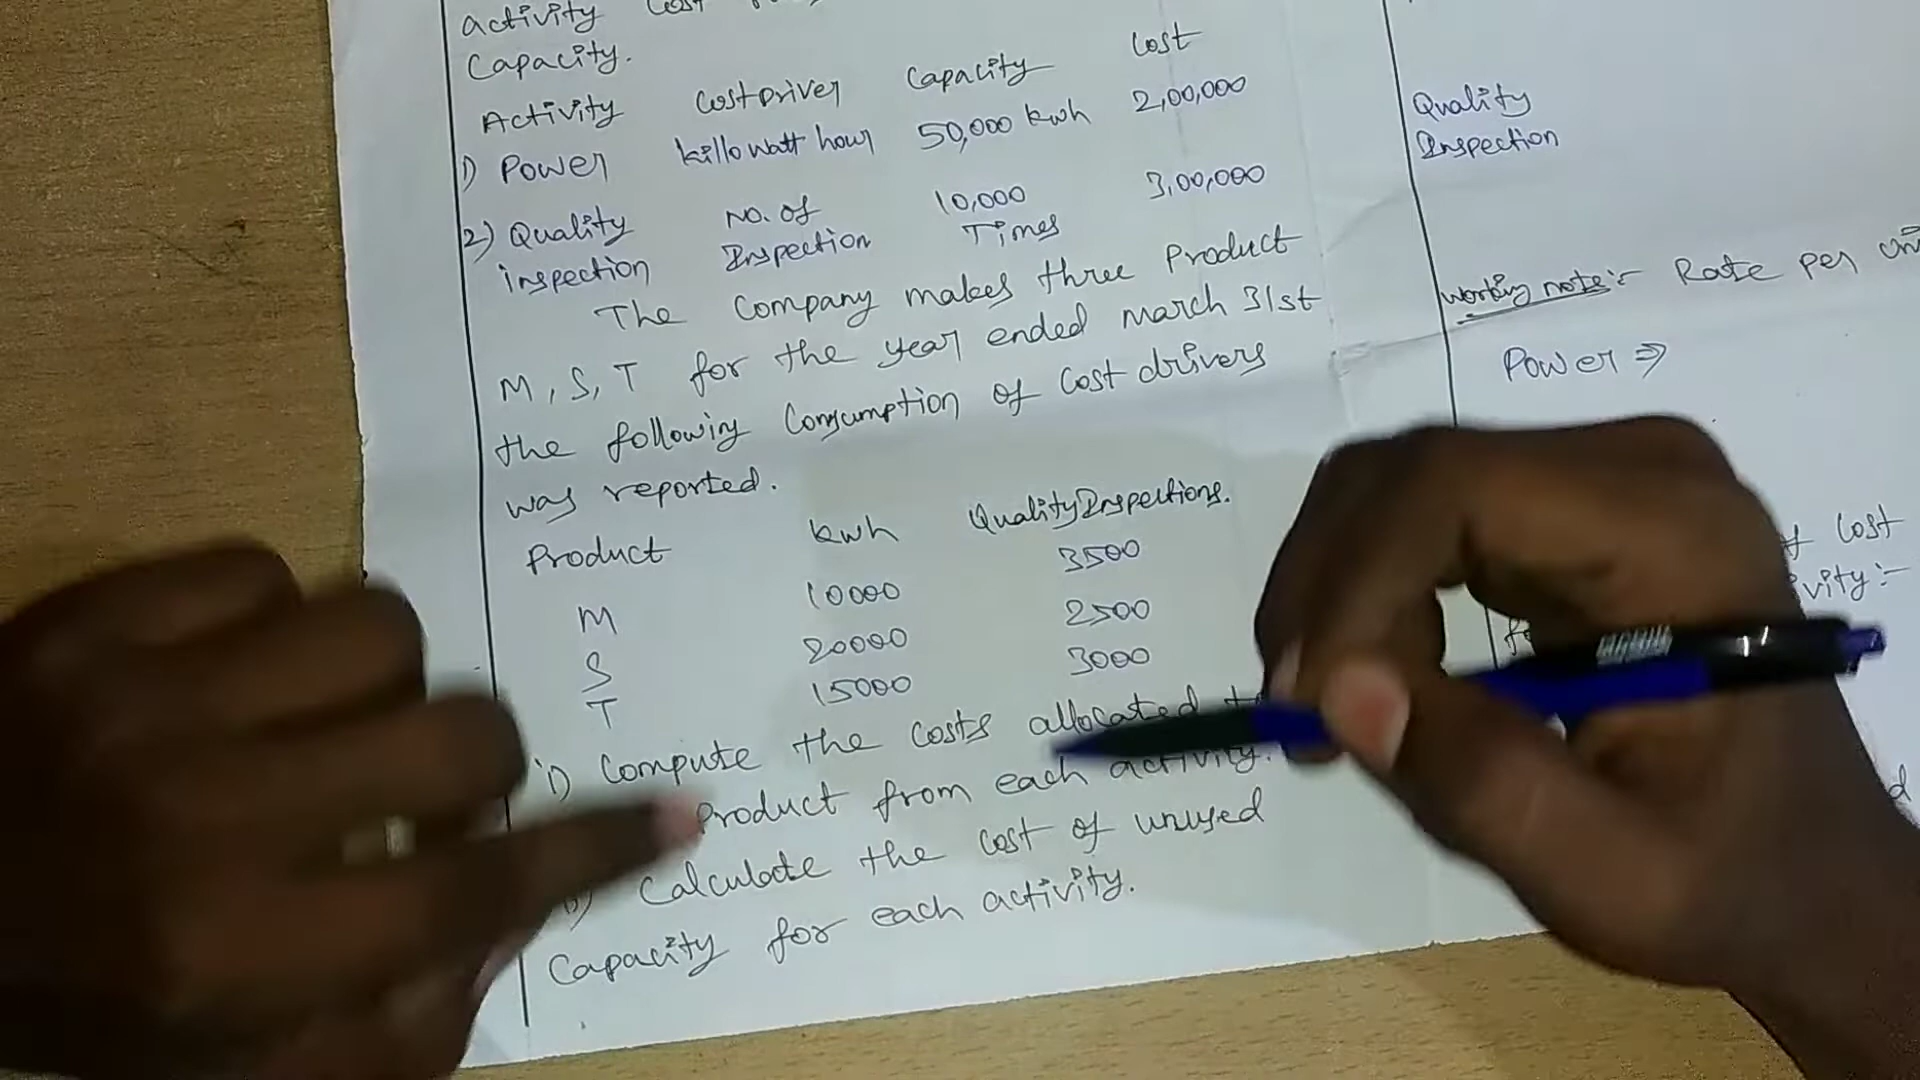 activity Cost
Capacity.
Activity Cost Driver Capacity Cost
1) Power killowatt hour 50,000 kwh 2,00,000
2) Quality No. of 10,000 3,00,000
inspection Inspection Times
The Company makes three Product
M, S, T for the year ended march 31st
the following Consumption of Cost drivers
was reported.
Product kwh Quality Inspections.
M 10000 3500
S 20000 2500
T 15000 3000
i) Compute the Costs allocated
Product from each activity.
Calculate the Cost of unused
Capacity for each activity.
Quality
Inspection
Working note:- Rate per
Power ⇒
Cost